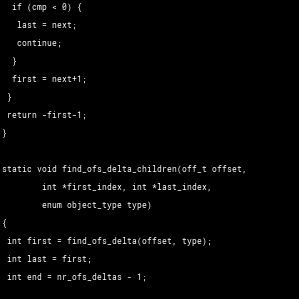 if (cmp < 0) {
last = next;
continue;
}
first = next+1;
}
return -first-1;
}
static void find_ofs_delta_children(off_t offset,
int *first_index, int *last_index,
enum object_type type)
{
int first = find_ofs_delta(offset, type);
int last = first;
int end = nr_ofs_deltas - 1;